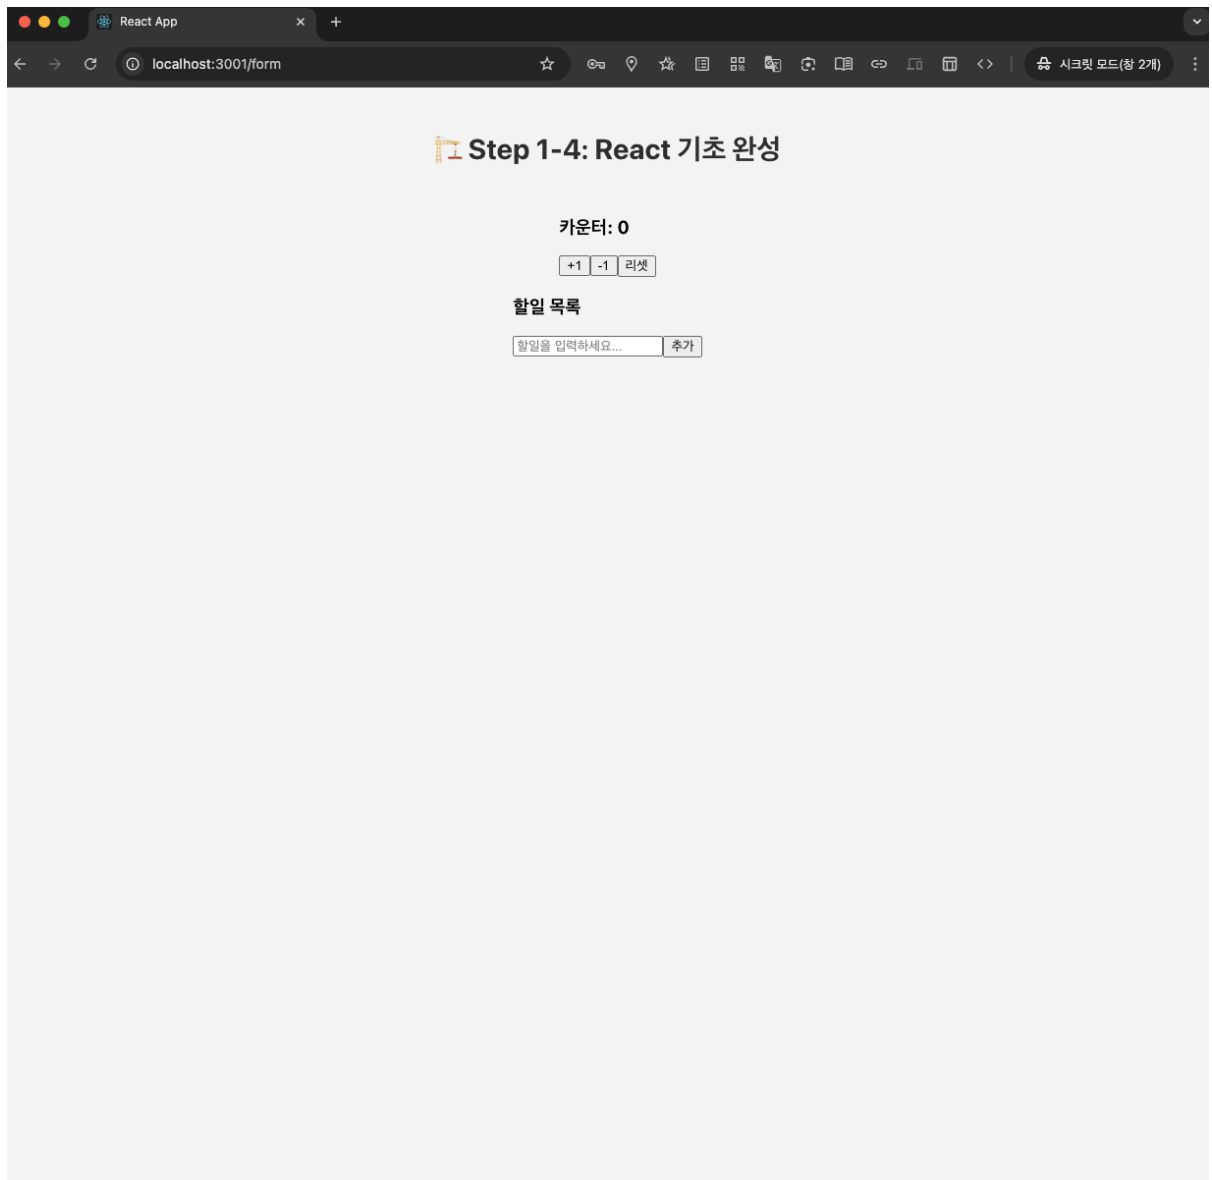 React App
localhost:3001/form
시크릿 모드(창 2개)
🏗️ Step 1-4: React 기초 완성
카운터: 0
+1 -1 리셋
할일 목록
할일을 입력하세요... 추가